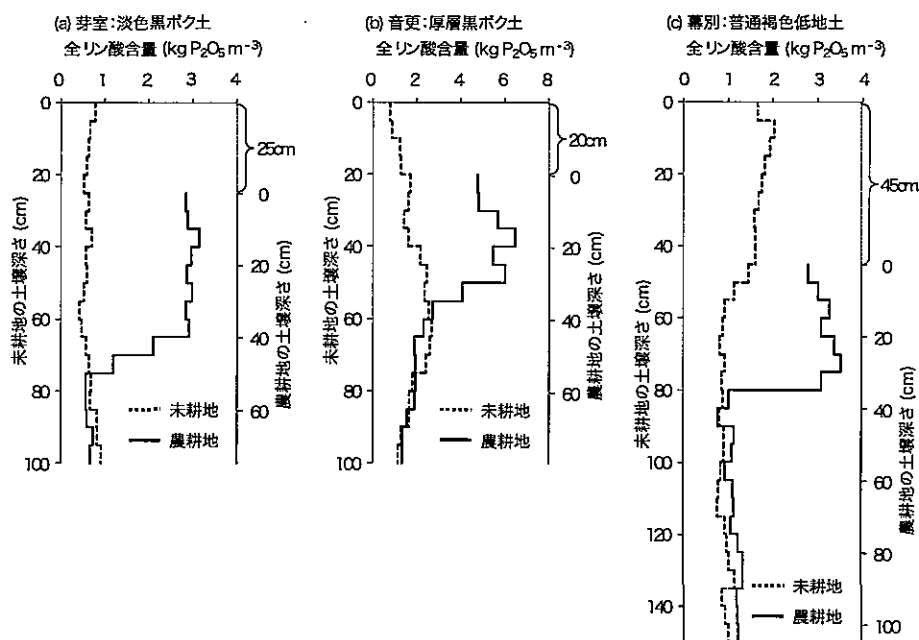 (a) 芽室：淡色黒ボク土
全リン酸含量 (kg P₂O₅ m⁻³)
0 1 2 3 4
0
20
40
60
80
100
未耕地の土壌深さ (cm)
25cm
0
20
40
60
農耕地の土壌深さ (cm)
未耕地
農耕地
(b) 音更：厚層黒ボク土
全リン酸含量 (kg P₂O₅ m⁻³)
0 2 4 6 8
0
20
40
60
80
100
未耕地の土壌深さ (cm)
20cm
0
20
40
60
農耕地の土壌深さ (cm)
未耕地
農耕地
(c) 幕別：普通褐色低地土
全リン酸含量 (kg P₂O₅ m⁻³)
0 1 2 3 4
0
20
40
60
80
100
120
140
未耕地の土壌深さ (cm)
45cm
0
20
40
60
80
100
農耕地の土壌深さ (cm)
未耕地
農耕地